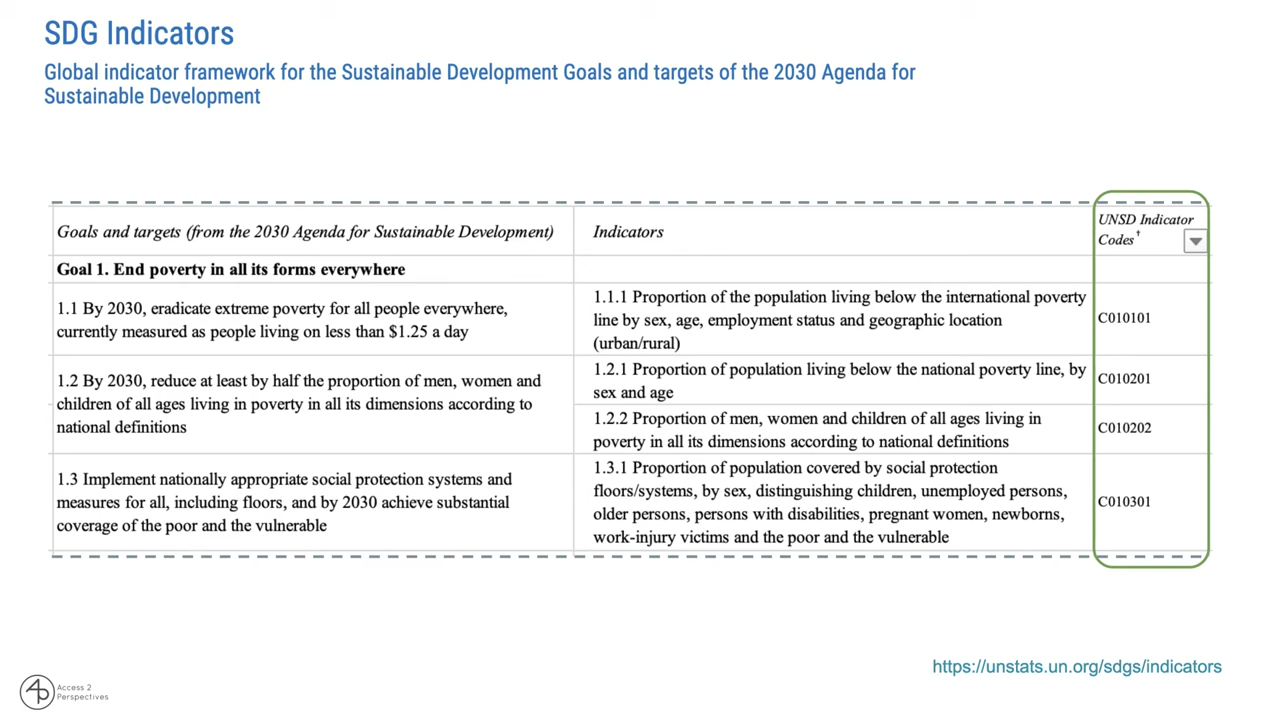 SDG Indicators
Global indicator framework for the Sustainable Development Goals and targets of the 2030 Agenda for
Sustainable Development
Goals and targets (from the 2030 Agenda for Sustainable Development)
Indicators
UNSD Indicator
Codes†
Goal 1. End poverty in all its forms everywhere
1.1 By 2030, eradicate extreme poverty for all people everywhere,
currently measured as people living on less than $1.25 a day
1.1.1 Proportion of the population living below the international poverty
line by sex, age, employment status and geographic location
(urban/rural)
C010101
1.2 By 2030, reduce at least by half the proportion of men, women and
children of all ages living in poverty in all its dimensions according to
national definitions
1.2.1 Proportion of population living below the national poverty line, by
sex and age
C010201
1.2.2 Proportion of men, women and children of all ages living in
poverty in all its dimensions according to national definitions
C010202
1.3 Implement nationally appropriate social protection systems and
measures for all, including floors, and by 2030 achieve substantial
coverage of the poor and the vulnerable
1.3.1 Proportion of population covered by social protection
floors/systems, by sex, distinguishing children, unemployed persons,
older persons, persons with disabilities, pregnant women, newborns,
work-injury victims and the poor and the vulnerable
C010301
https://unstats.un.org/sdgs/indicators
Access 2
Perspectives